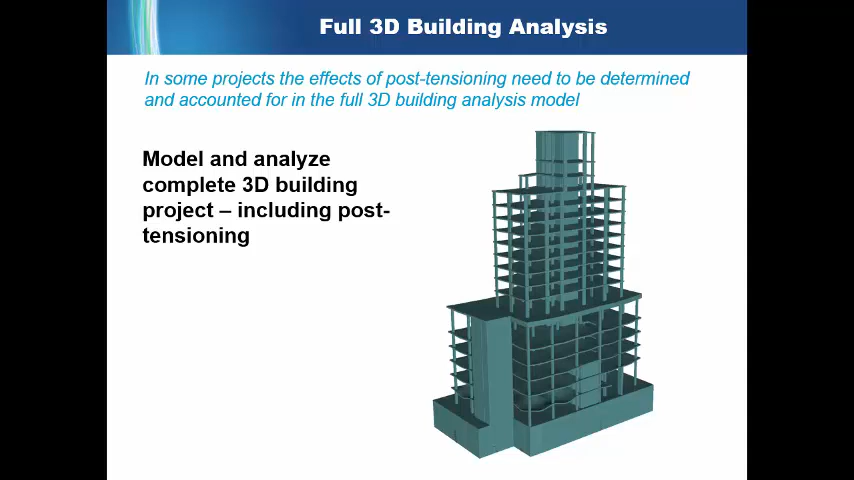 Full 3D Building Analysis
In some projects the effects of post-tensioning need to be determined
and accounted for in the full 3D building analysis model
Model and analyze
complete 3D building
project – including post-
tensioning